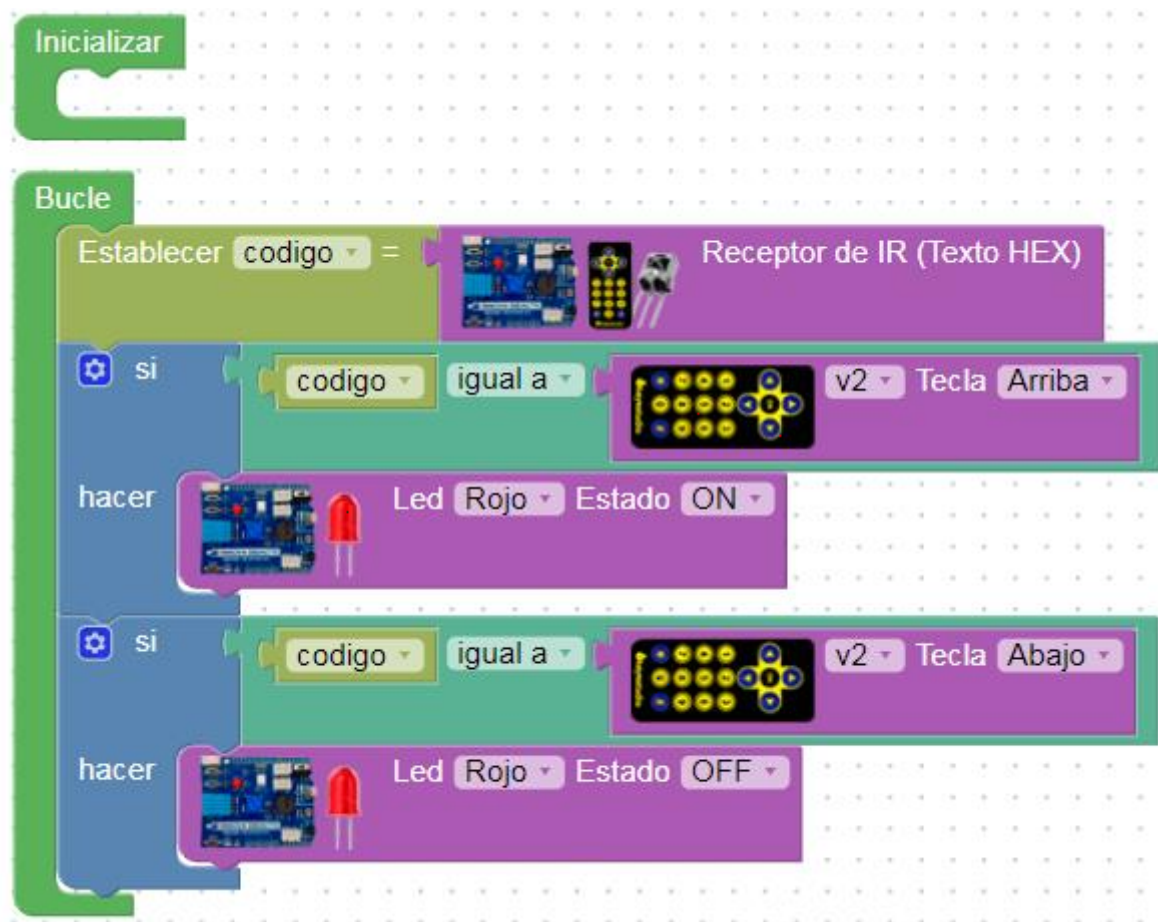 Inicializar
Bucle
Establecer codigo = Receptor de IR (Texto HEX)
si codigo igual a v2 Tecla Arriba
hacer Led Rojo Estado ON
si codigo igual a v2 Tecla Abajo
hacer Led Rojo Estado OFF